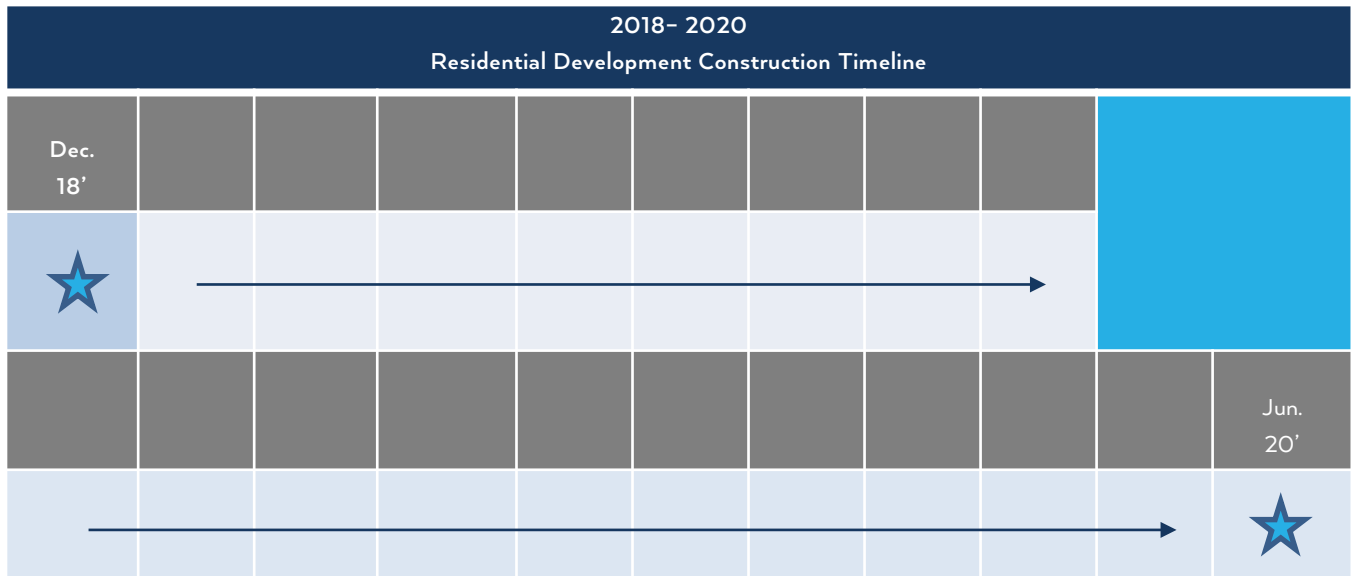 2018– 2020
Residential Development Construction Timeline
Dec.
18’
Jun.
20’